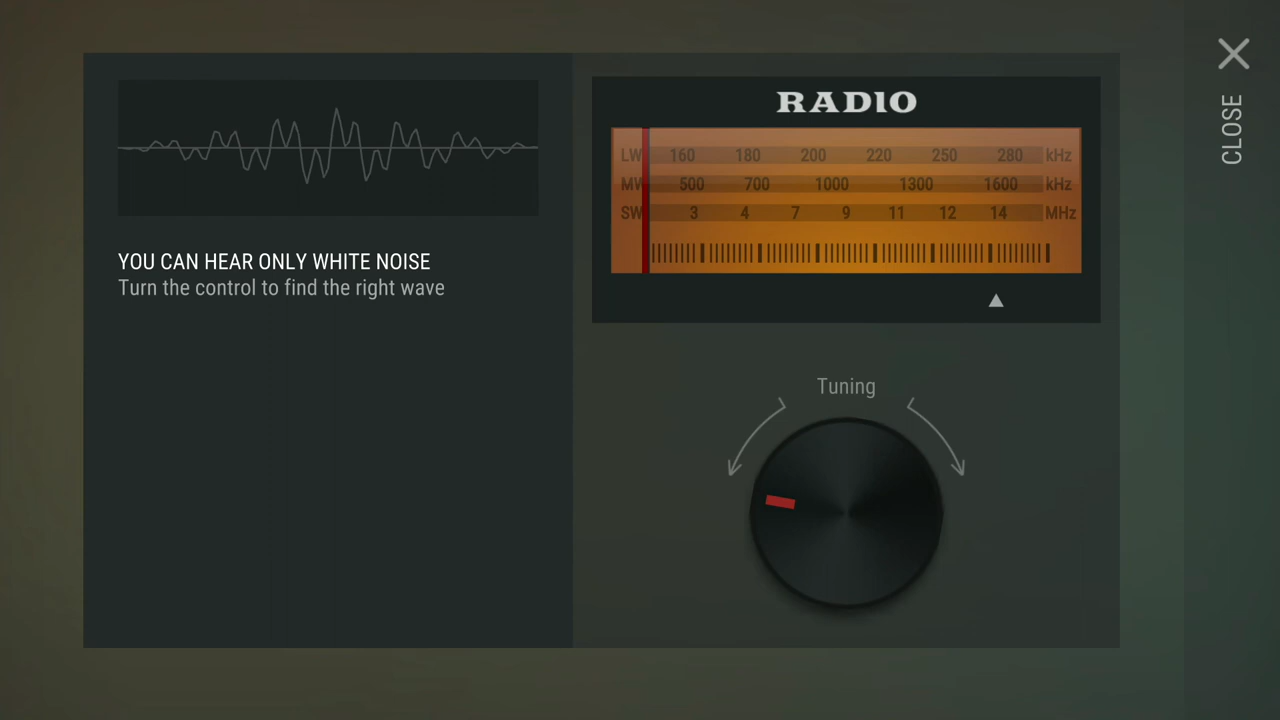 CLOSE
RADIO
LW 160 180 200 220 250 280 kHz
MW 500 700 1000 1300 1600 kHz
SW 3 4 7 9 11 12 14 MHz
YOU CAN HEAR ONLY WHITE NOISE
Turn the control to find the right wave
Tuning